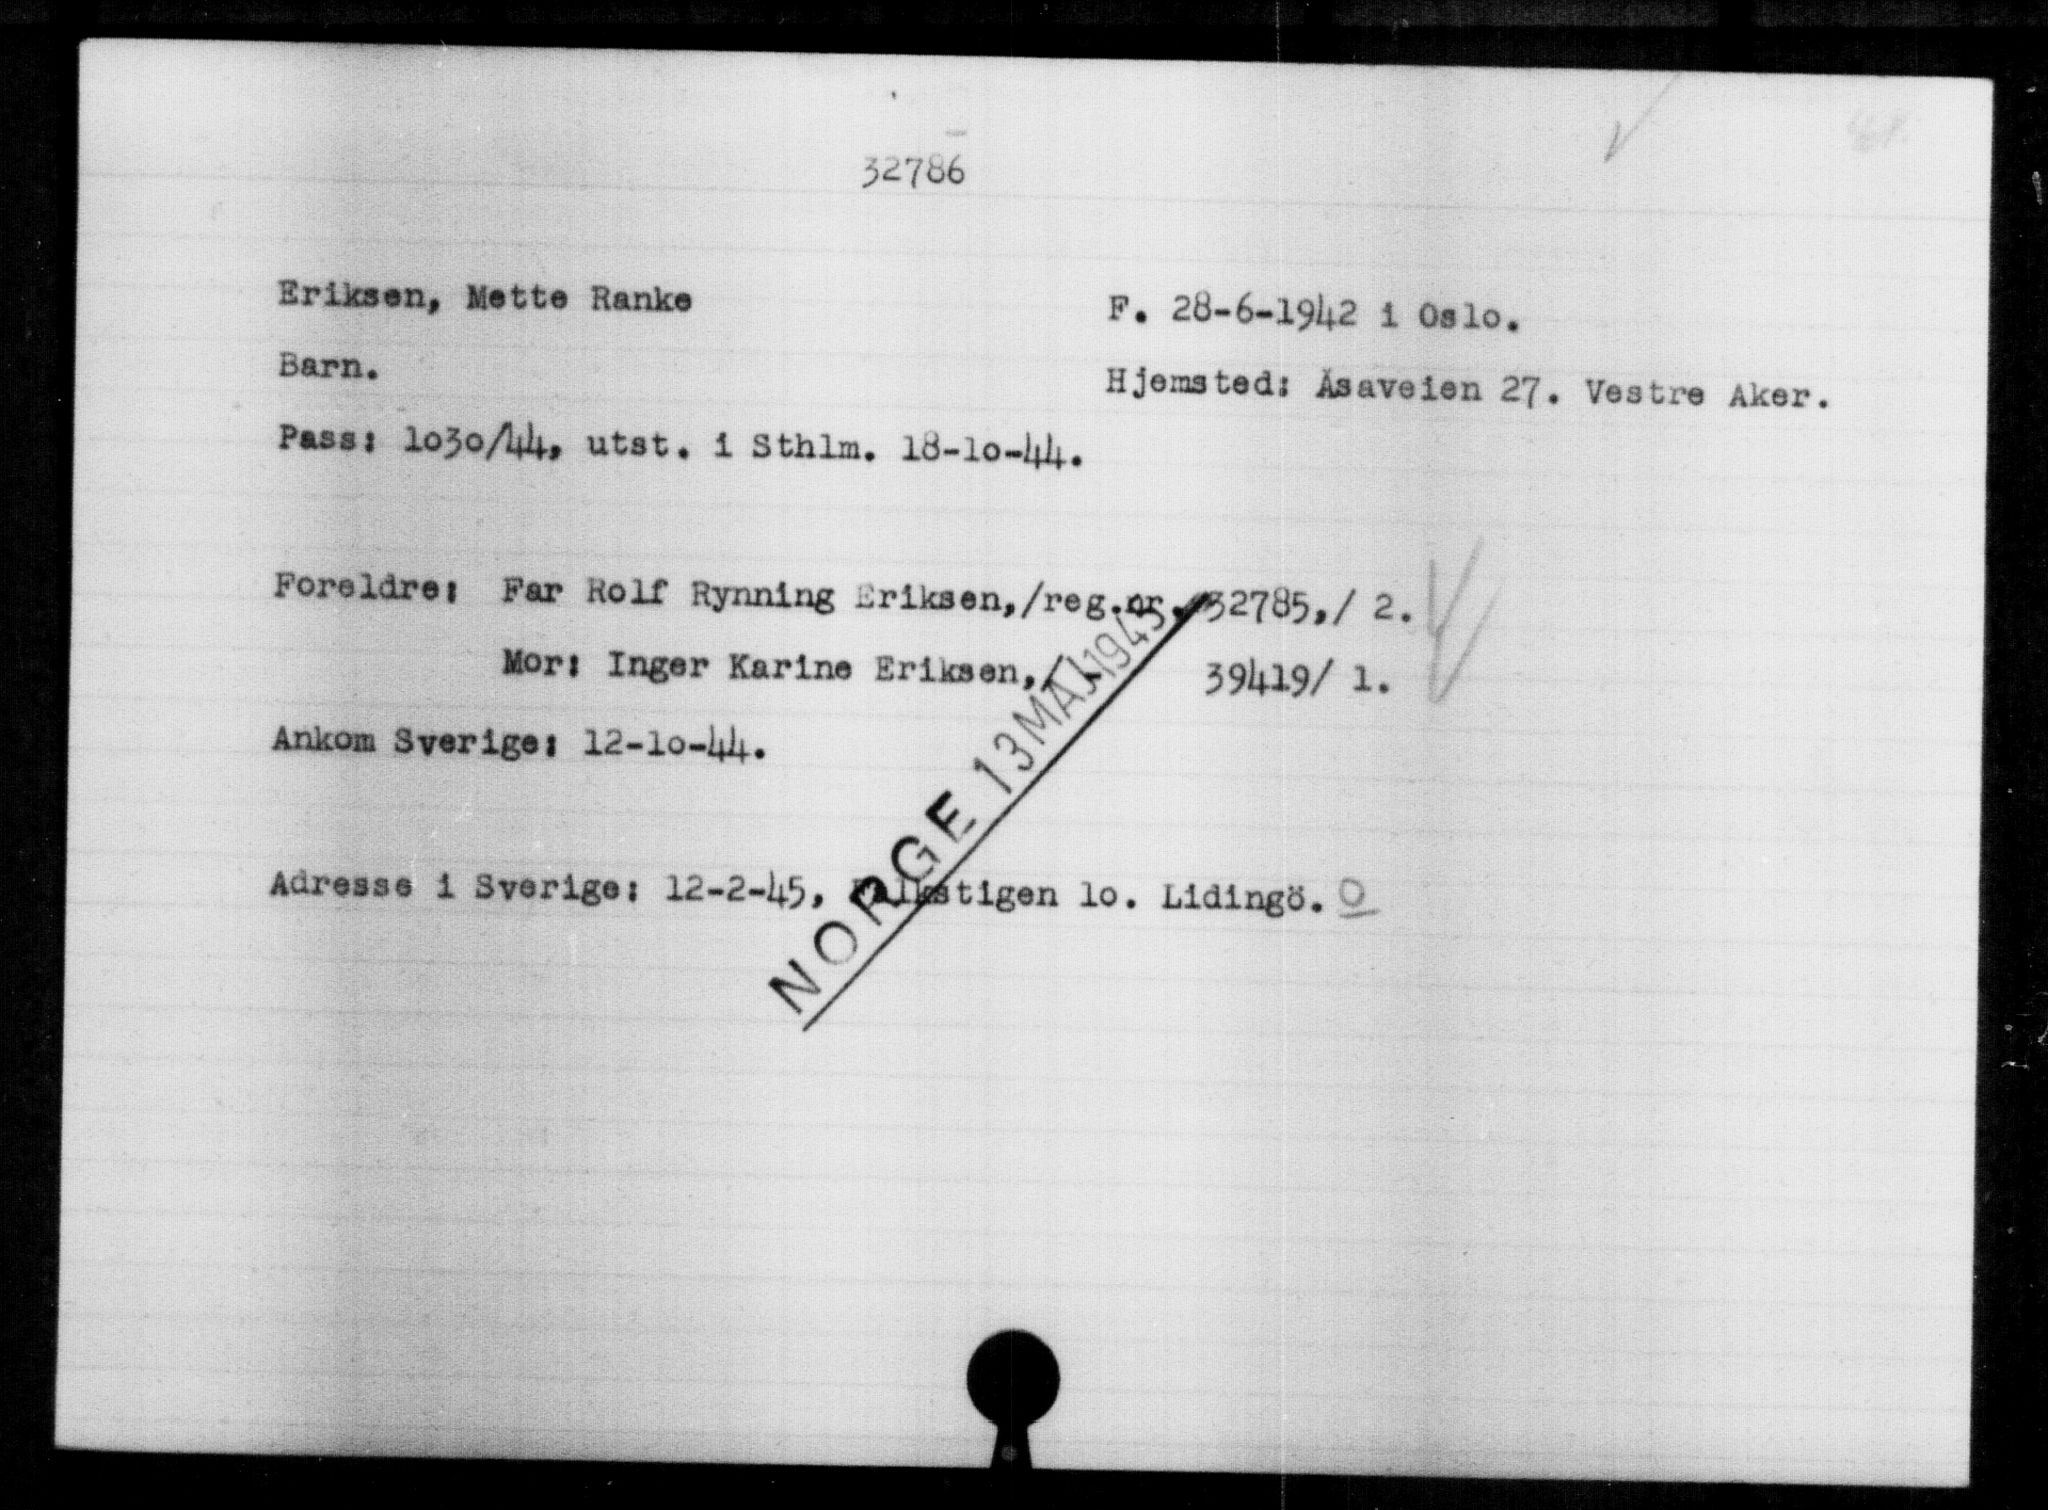 32786
Eriksen, Mette Ranke
F. 28-6-1942 i Oslo.
Barn.
Hjemsted: Åsaveien 27. Vestre Aker.
Pass: 1030/44, utst. i Sthlm. 18-10-44.
Foreldre: Far Rolf Rynning Eriksen,/reg.nr. 32785,/ 2.
Mor: Inger Karine Eriksen,/ 39419/ 1.
Ankom Sverige: 12-10-44.
NORGE 13 MAJ 1945
Adresse i Sverige: 12-2-45, Falkstigen 10. Lidingö. O